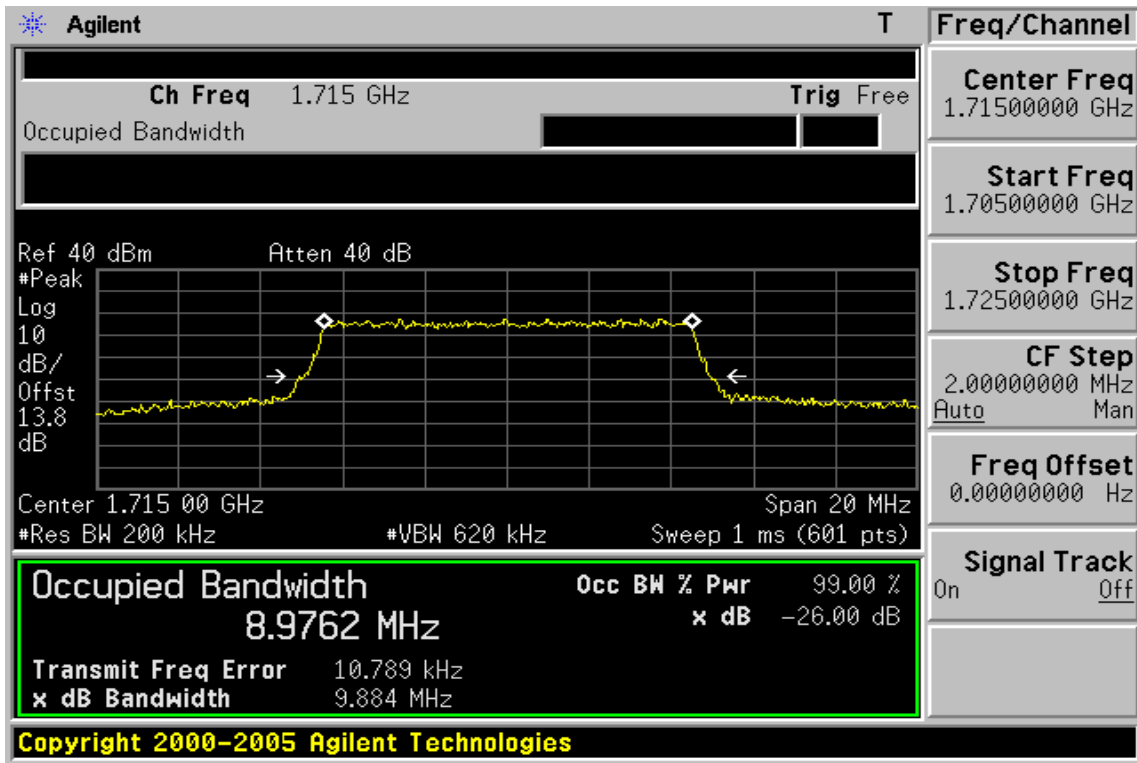 Agilent T
Ch Freq 1.715 GHz Trig Free
Occupied Bandwidth
Ref 40 dBm Atten 40 dB
#Peak
Log
10
dB/
Offst
13.8
dB
Center 1.715 00 GHz Span 20 MHz
#Res BW 200 kHz #VBW 620 kHz Sweep 1 ms (601 pts)
Occupied Bandwidth Occ BW % Pwr 99.00 %
8.9762 MHz x dB -26.00 dB
Transmit Freq Error 10.789 kHz
x dB Bandwidth 9.884 MHz
Copyright 2000-2005 Agilent Technologies
Freq/Channel
Center Freq
1.71500000 GHz
Start Freq
1.70500000 GHz
Stop Freq
1.72500000 GHz
CF Step
2.00000000 MHz
Auto Man
Freq Offset
0.00000000 Hz
Signal Track
On Off